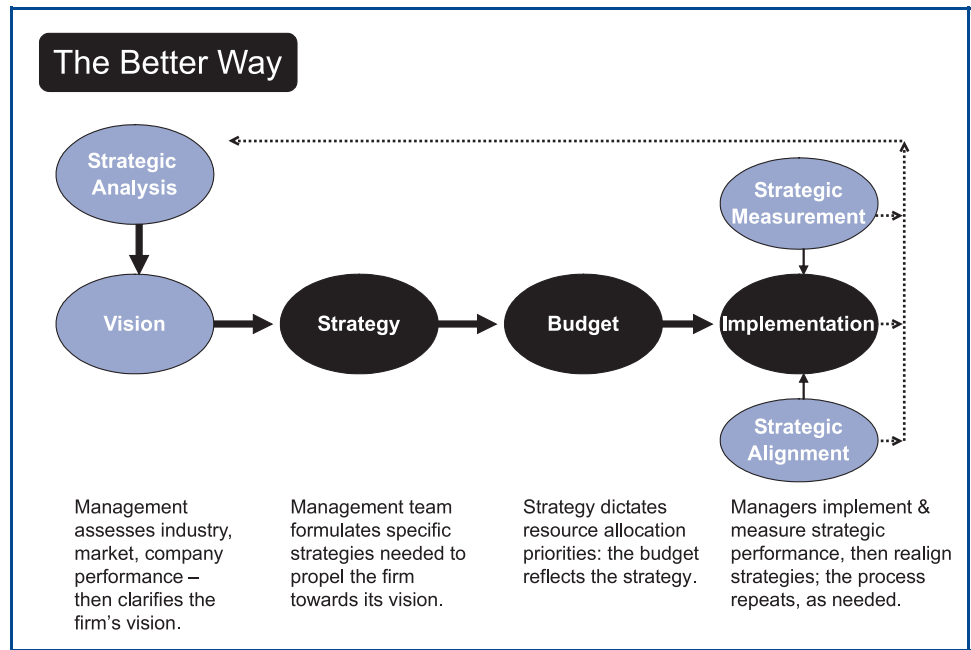 The Better Way
Strategic
Analysis
Strategic
Measurement
Vision
Strategy
Budget
Implementation
Strategic
Alignment
Management
assesses industry,
market, company
performance –
then clarifies the
firm's vision.
Management team
formulates specific
strategies needed to
propel the firm
towards its vision.
Strategy dictates
resource allocation
priorities: the budget
reflects the strategy.
Managers implement &
measure strategic
performance, then realign
strategies; the process
repeats, as needed.